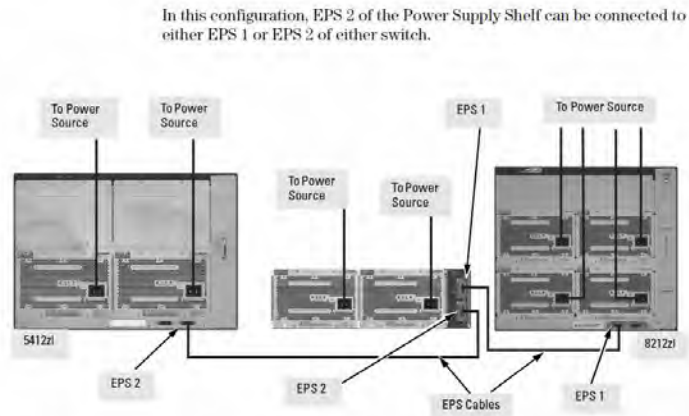 In this configuration, EPS 2 of the Power Supply Shelf can be connected to
either EPS 1 or EPS 2 of either switch.
To Power
Source
To Power
Source
EPS 1
To Power Source
To Power
Source
To Power
Source
5412zl
8212zl
EPS 2
EPS 2
EPS Cables
EPS 1